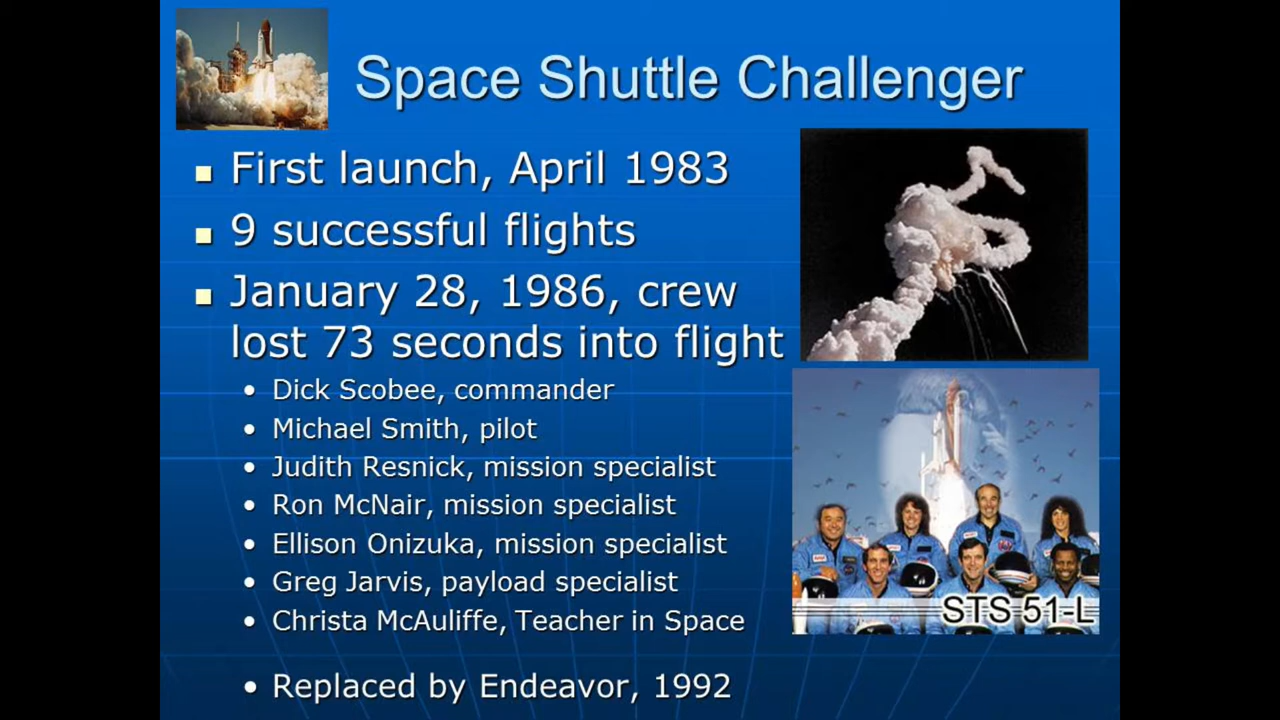 Space Shuttle Challenger
First launch, April 1983
9 successful flights
January 28, 1986, crew
lost 73 seconds into flight
Dick Scobee, commander
Michael Smith, pilot
Judith Resnick, mission specialist
Ron McNair, mission specialist
Ellison Onizuka, mission specialist
Greg Jarvis, payload specialist
Christa McAuliffe, Teacher in Space
STS 51-L
Replaced by Endeavor, 1992